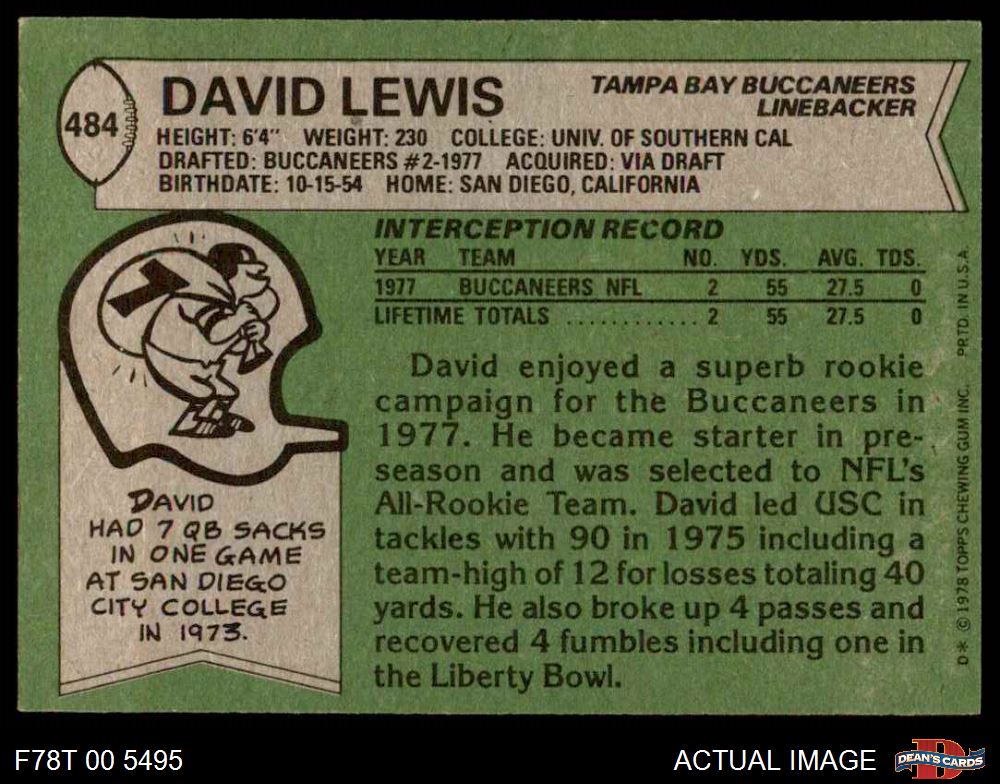 484
DAVID LEWIS
TAMPA BAY BUCCANEERS
LINEBACKER
HEIGHT: 6'4" WEIGHT: 230 COLLEGE: UNIV. OF SOUTHERN CAL
DRAFTED: BUCCANEERS #2-1977 ACQUIRED: VIA DRAFT
BIRTHDATE: 10-15-54 HOME: SAN DIEGO, CALIFORNIA
INTERCEPTION RECORD
YEAR TEAM NO. YDS. AVG. TDS.
1977 BUCCANEERS NFL 2 55 27.5 0
LIFETIME TOTALS ........... 2 55 27.5 0
7
DAVID
HAD 7 QB SACKS
IN ONE GAME
AT SAN DIEGO
CITY COLLEGE
IN 1973.
David enjoyed a superb rookie
campaign for the Buccaneers in
1977. He became starter in pre-
season and was selected to NFL's
All-Rookie Team. David led USC in
tackles with 90 in 1975 including a
team-high of 12 for losses totaling 40
yards. He also broke up 4 passes and
recovered 4 fumbles including one in
the Liberty Bowl.
D* © 1978 TOPPS CHEWING GUM INC. PRTD. IN U.S.A.
F78T 00 5495
ACTUAL IMAGE
D
DEAN'S CARDS